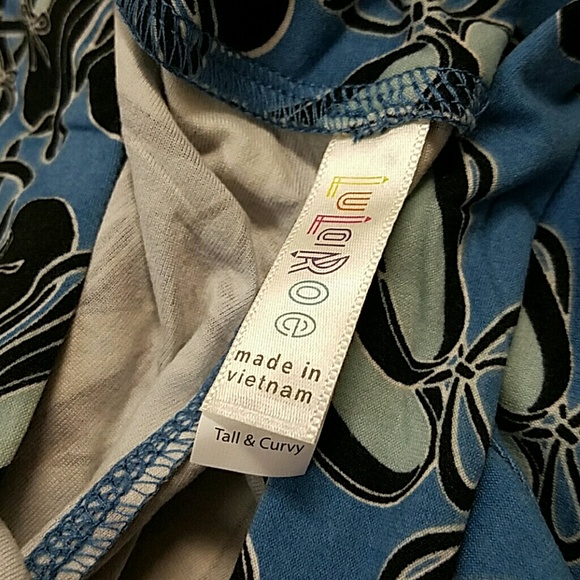 LuLaRoe
made in
vietnam
Tall & Curvy